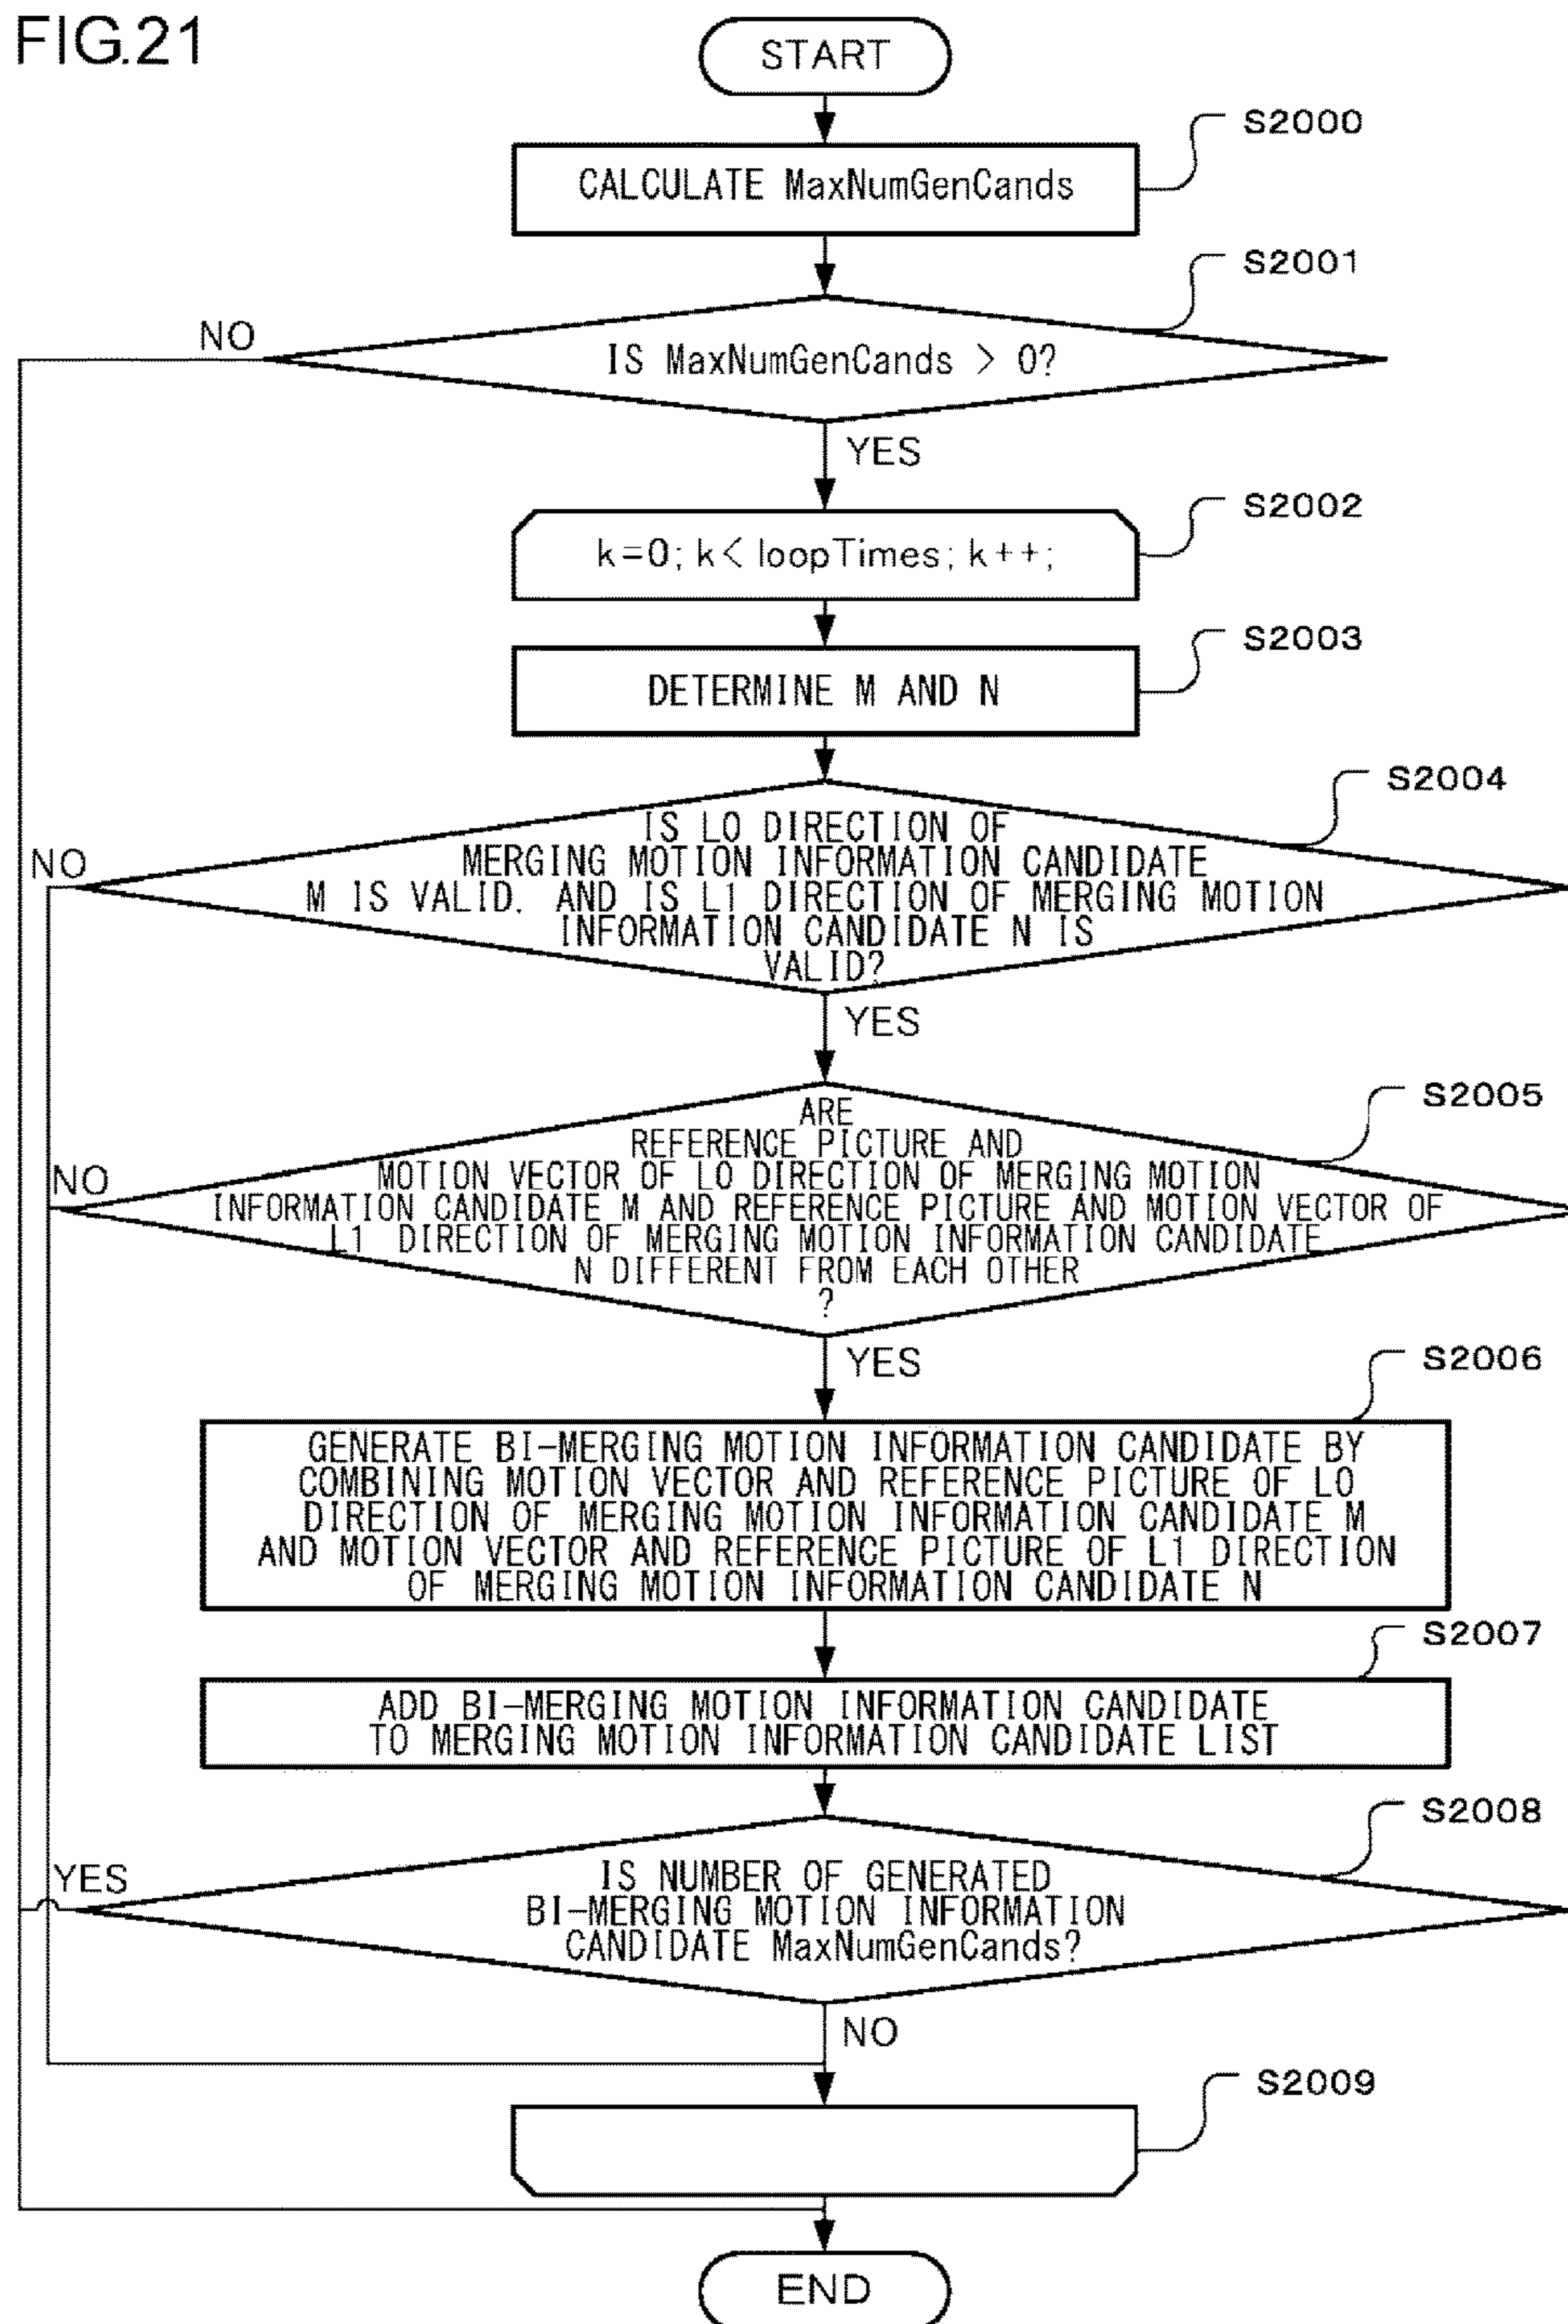 FIG.21
START
S2000
CALCULATE MaxNumGenCands
S2001
NO
IS MaxNumGenCands > 0?
YES
S2002
k=0; k< loopTimes; k++;
S2003
DETERMINE M AND N
S2004
NO
IS L0 DIRECTION OF
MERGING MOTION INFORMATION CANDIDATE
M IS VALID. AND IS L1 DIRECTION OF MERGING MOTION
INFORMATION CANDIDATE N IS
VALID?
YES
S2005
NO
ARE
REFERENCE PICTURE AND
MOTION VECTOR OF L0 DIRECTION OF MERGING MOTION
INFORMATION CANDIDATE M AND REFERENCE PICTURE AND MOTION VECTOR OF
L1 DIRECTION OF MERGING MOTION INFORMATION CANDIDATE
N DIFFERENT FROM EACH OTHER
?
YES
S2006
GENERATE BI-MERGING MOTION INFORMATION CANDIDATE BY
COMBINING MOTION VECTOR AND REFERENCE PICTURE OF L0
DIRECTION OF MERGING MOTION INFORMATION CANDIDATE M
AND MOTION VECTOR AND REFERENCE PICTURE OF L1 DIRECTION
OF MERGING MOTION INFORMATION CANDIDATE N
S2007
ADD BI-MERGING MOTION INFORMATION CANDIDATE
TO MERGING MOTION INFORMATION CANDIDATE LIST
S2008
YES
IS NUMBER OF GENERATED
BI-MERGING MOTION INFORMATION
CANDIDATE MaxNumGenCands?
NO
S2009
END